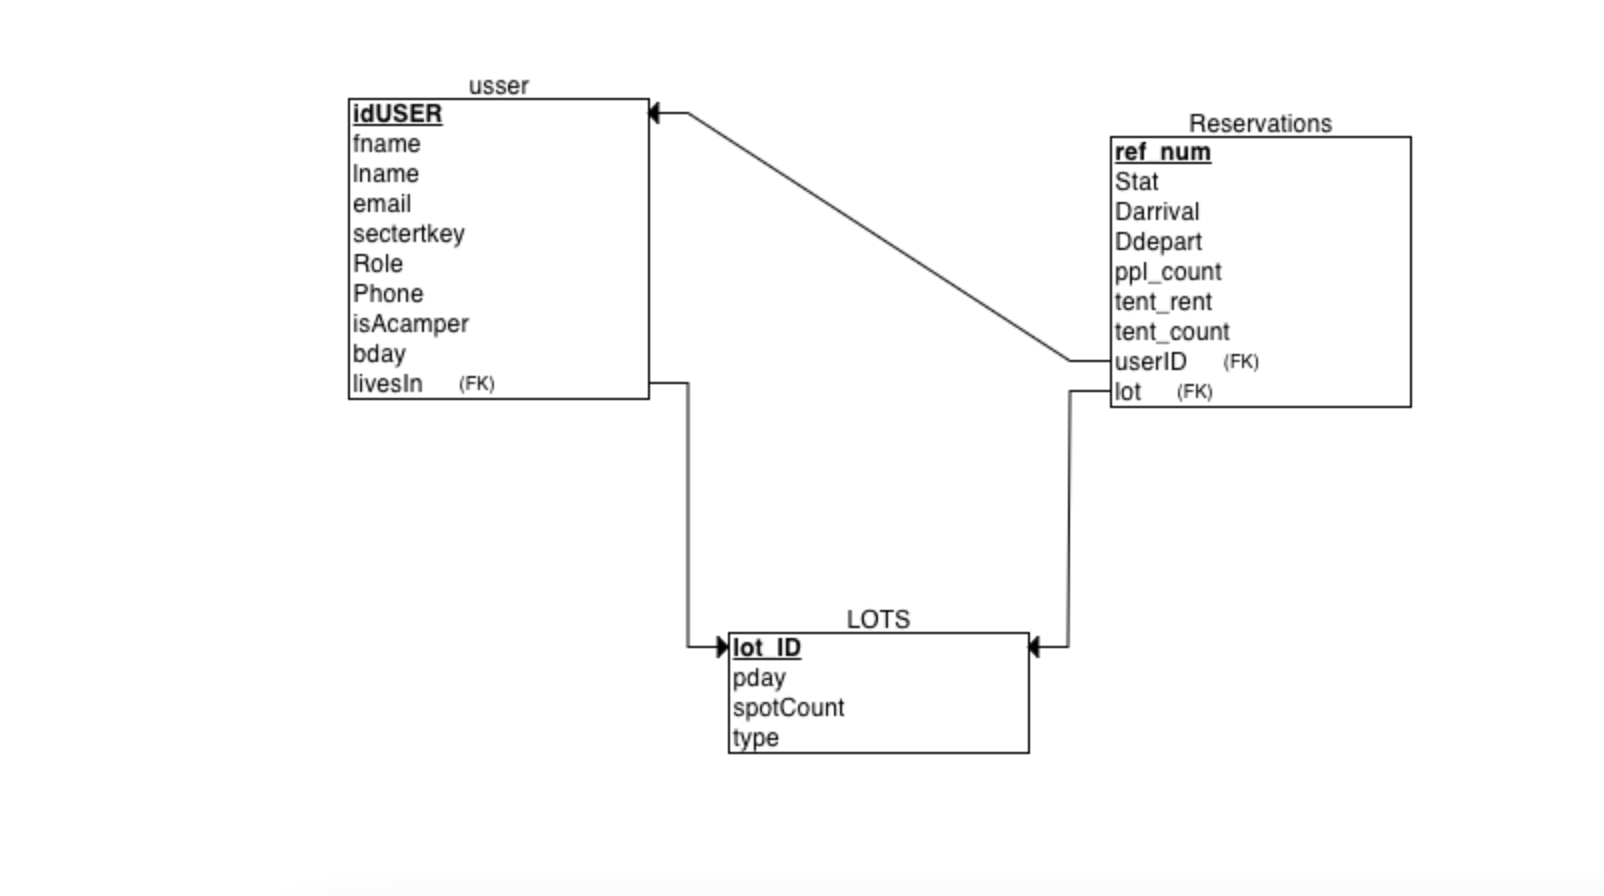 usser
idUSER
fname
lname
email
sectertkey
Role
Phone
isAcamper
bday
livesIn (FK)
Reservations
ref_num
Stat
Darrival
Ddepart
ppl_count
tent_rent
tent_count
userID (FK)
lot (FK)
LOTS
lot_ID
pday
spotCount
type